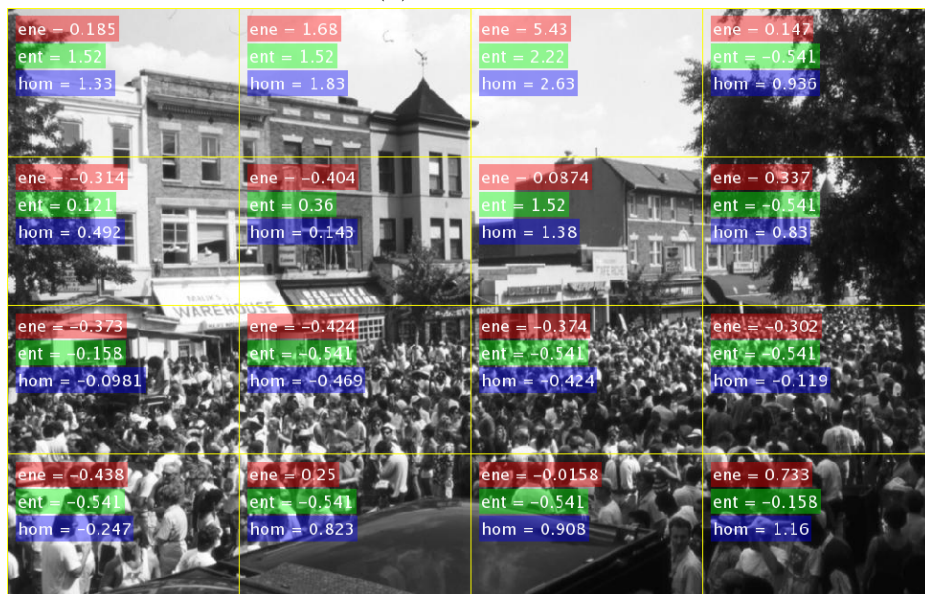 ene = 0.185
ent = 1.52
hom = 1.33
ene = 1.68
ent = 1.52
hom = 1.83
ene = 5.43
ent = 2.22
hom = 2.63
ene = 0.147
ent = −0.541
hom = 0.936
ene = −0.314
ent = 0.121
hom = 0.492
ene = −0.404
ent = 0.36
hom = 0.143
ene = 0.0874
ent = 1.52
hom = 1.38
ene = 0.337
ent = −0.541
hom = 0.83
WAREHOUSE
ene = −0.373
ent = −0.158
hom = −0.0981
ene = −0.424
ent = −0.541
hom = −0.469
ene = −0.374
ent = −0.541
hom = −0.424
ene = −0.302
ent = −0.541
hom = −0.119
ene = −0.438
ent = −0.541
hom = −0.247
ene = 0.25
ent = −0.541
hom = 0.823
ene = −0.0158
ent = −0.541
hom = 0.908
ene = 0.733
ent = −0.158
hom = 1.16